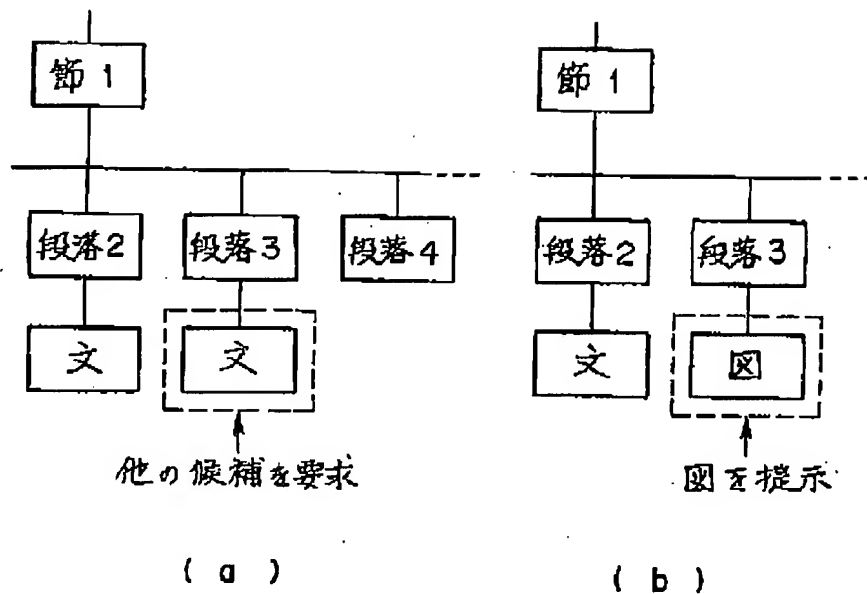 節1
段落2 段落3 段落4
文 文
他の候補を要求
(a)
節1
段落2 段落3
文 図
図を提示
(b)